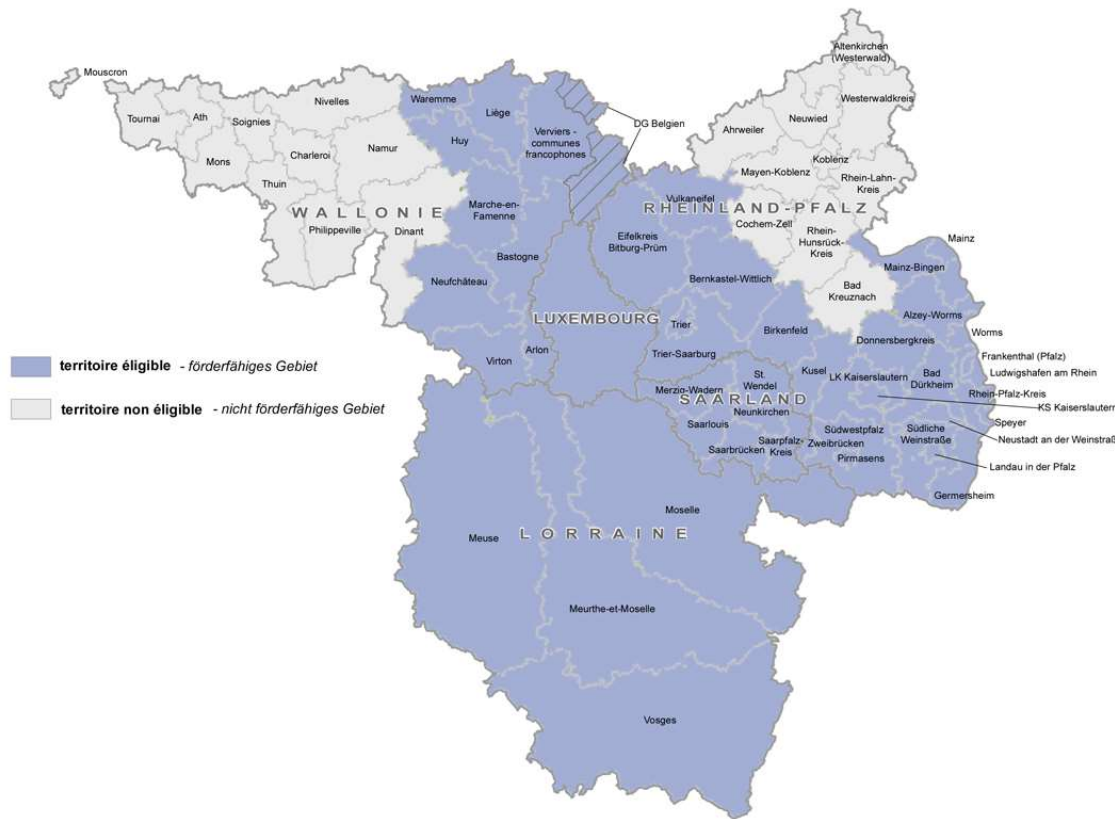 Altenkirchen
(Westerwald)
Mouscron
Westerwaldkreis
Waremme
Nivelles
Liège
Neuwied
Tournai
Ath
Soignies
DG Belgien
Ahrweiler
Huy
Verviers -
communes
francophones
Namur
Charleroi
Mons
Koblenz
Mayen-Koblenz
Rhein-Lahn-
Kreis
Thuin
Vulkaneifel
Marche-en-
Famenne
WALLONIE
RHEINLAND-PFALZ
Philippeville
Dinant
Cochem-Zell
Rhein-
Hunsrück-
Kreis
Eifelkreis
Bitburg-Prüm
Mainz
Bastogne
Mainz-Bingen
Neufchâteau
Bernkastel-Wittlich
Bad
Kreuznach
LUXEMBOURG
Alzey-Worms
Trier
Birkenfeld
Worms
Donnersbergkreis
Arlon
Trier-Saarburg
Frankenthal (Pfalz)
Virton
territoire éligible - förderfähiges Gebiet
Kusel
LK Kaiserslautern
Bad
Dürkheim
Ludwigshafen am Rhein
St.
Wendel
Merzig-Wadern
Rhein-Pfalz-Kreis
SAARLAND
territoire non éligible - nicht förderfähiges Gebiet
KS Kaiserslautern
Neunkirchen
Saarlouis
Speyer
Südwestpfalz
Südliche
Weinstraße
Neustadt an der Weinstraß
Saarbrücken
Saarpfalz-
Kreis
Zweibrücken
Pirmasens
Landau in der Pfalz
Germersheim
Moselle
LORRAINE
Meuse
Meurthe-et-Moselle
Vosges